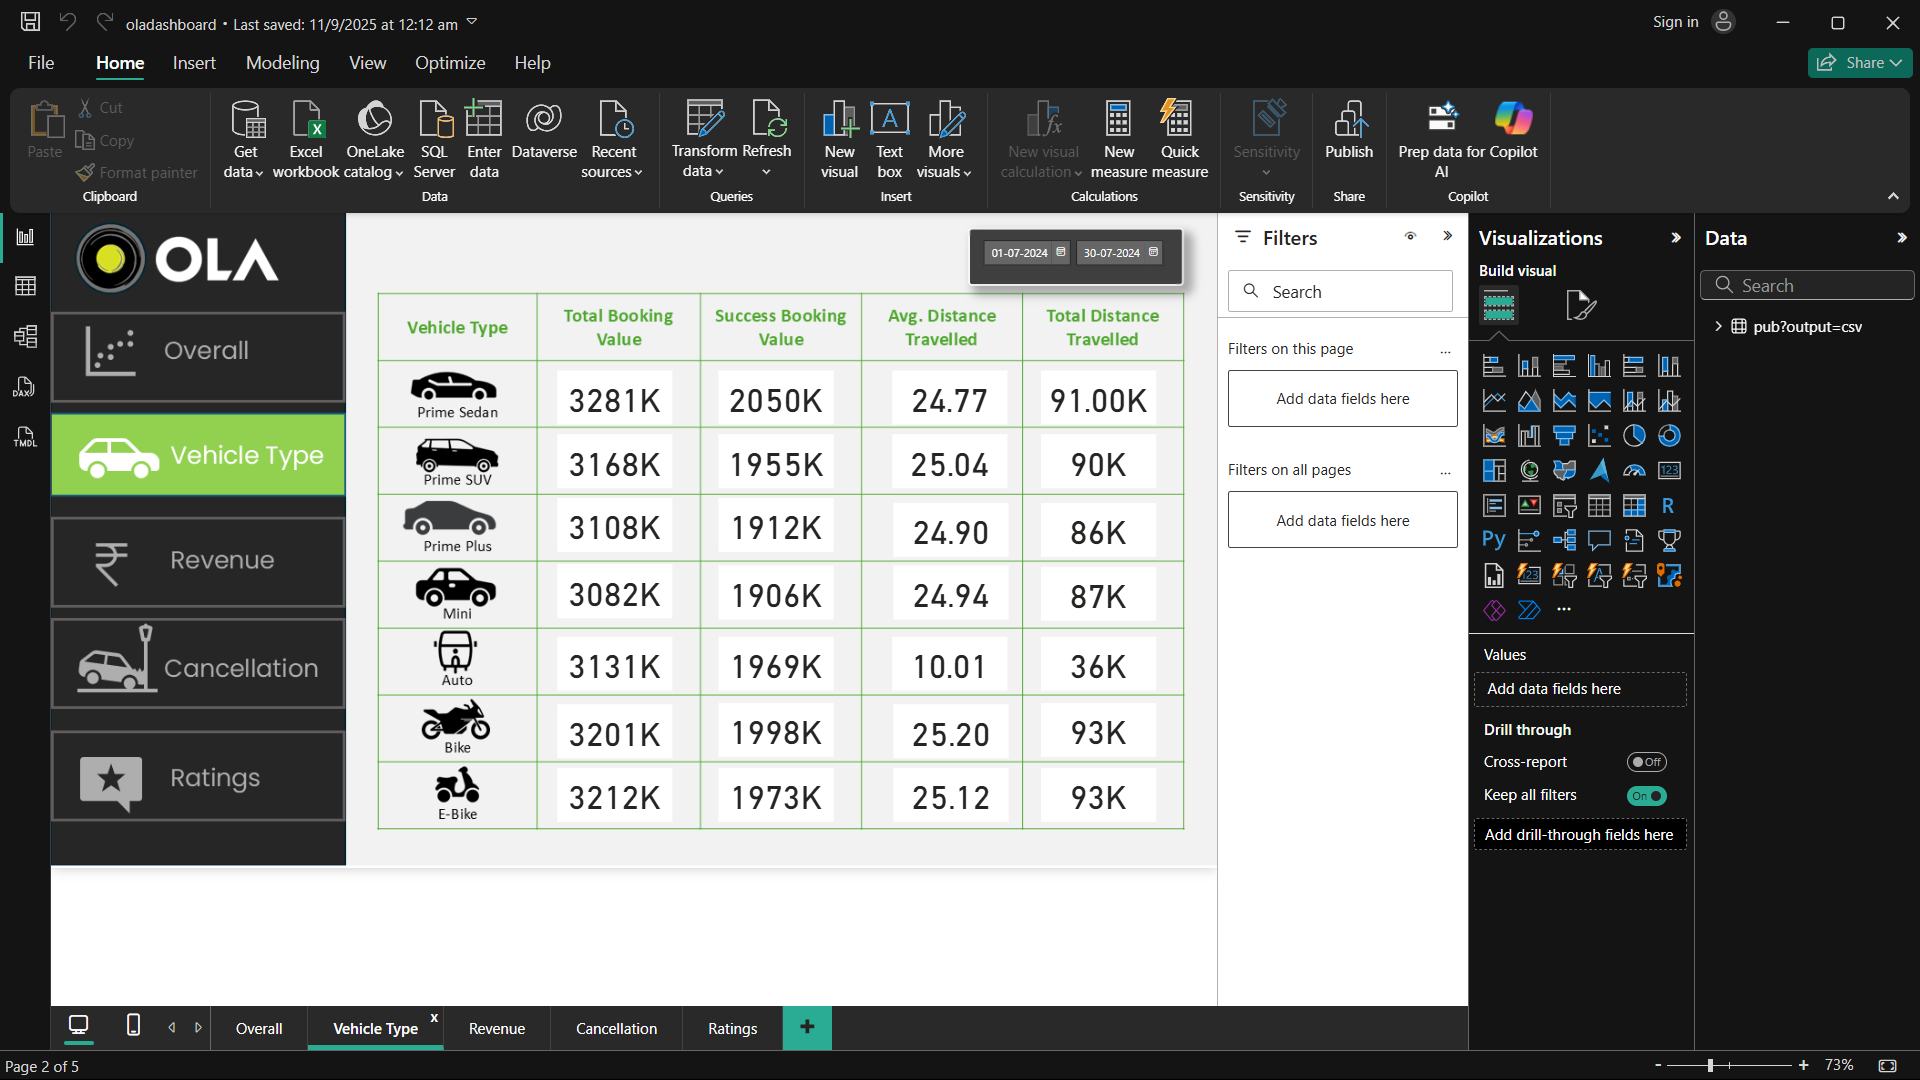 oladashboard • Last saved: 11/9/2025 at 12:12 am
Sign in
File Home Insert Modeling View Optimize Help
Share
Paste
Cut
Copy
Format painter
Clipboard
Get data
Excel workbook
OneLake catalog
SQL Server
Enter data
Dataverse
Recent sources
Data
Transform data
Refresh
Queries
New visual
Text box
More visuals
Insert
New visual calculation
New measure
Quick measure
Calculations
Sensitivity
Sensitivity
Publish
Share
Prep data for AI
Copilot
Copilot
DAX
TMDL
OLA
Overall
Vehicle Type
Revenue
Cancellation
Ratings
01-07-2024 30-07-2024
Vehicle Type Total Booking Value Success Booking Value Avg. Distance Travelled Total Distance Travelled
Prime Sedan 3281K 2050K 24.77 91.00K
Prime SUV 3168K 1955K 25.04 90K
Prime Plus 3108K 1912K 24.90 86K
Mini 3082K 1906K 24.94 87K
Auto 3131K 1969K 10.01 36K
Bike 3201K 1998K 25.20 93K
E-Bike 3212K 1973K 25.12 93K
Filters
Search
Filters on this page ...
Add data fields here
Filters on all pages ...
Add data fields here
Visualizations
Build visual
123
R
Py
123
Values
Add data fields here
Drill through
Cross-report Off
Keep all filters On
Add drill-through fields here
Data
Search
pub?output=csv
Overall Vehicle Type x Revenue Cancellation Ratings +
Page 2 of 5
- + 73%